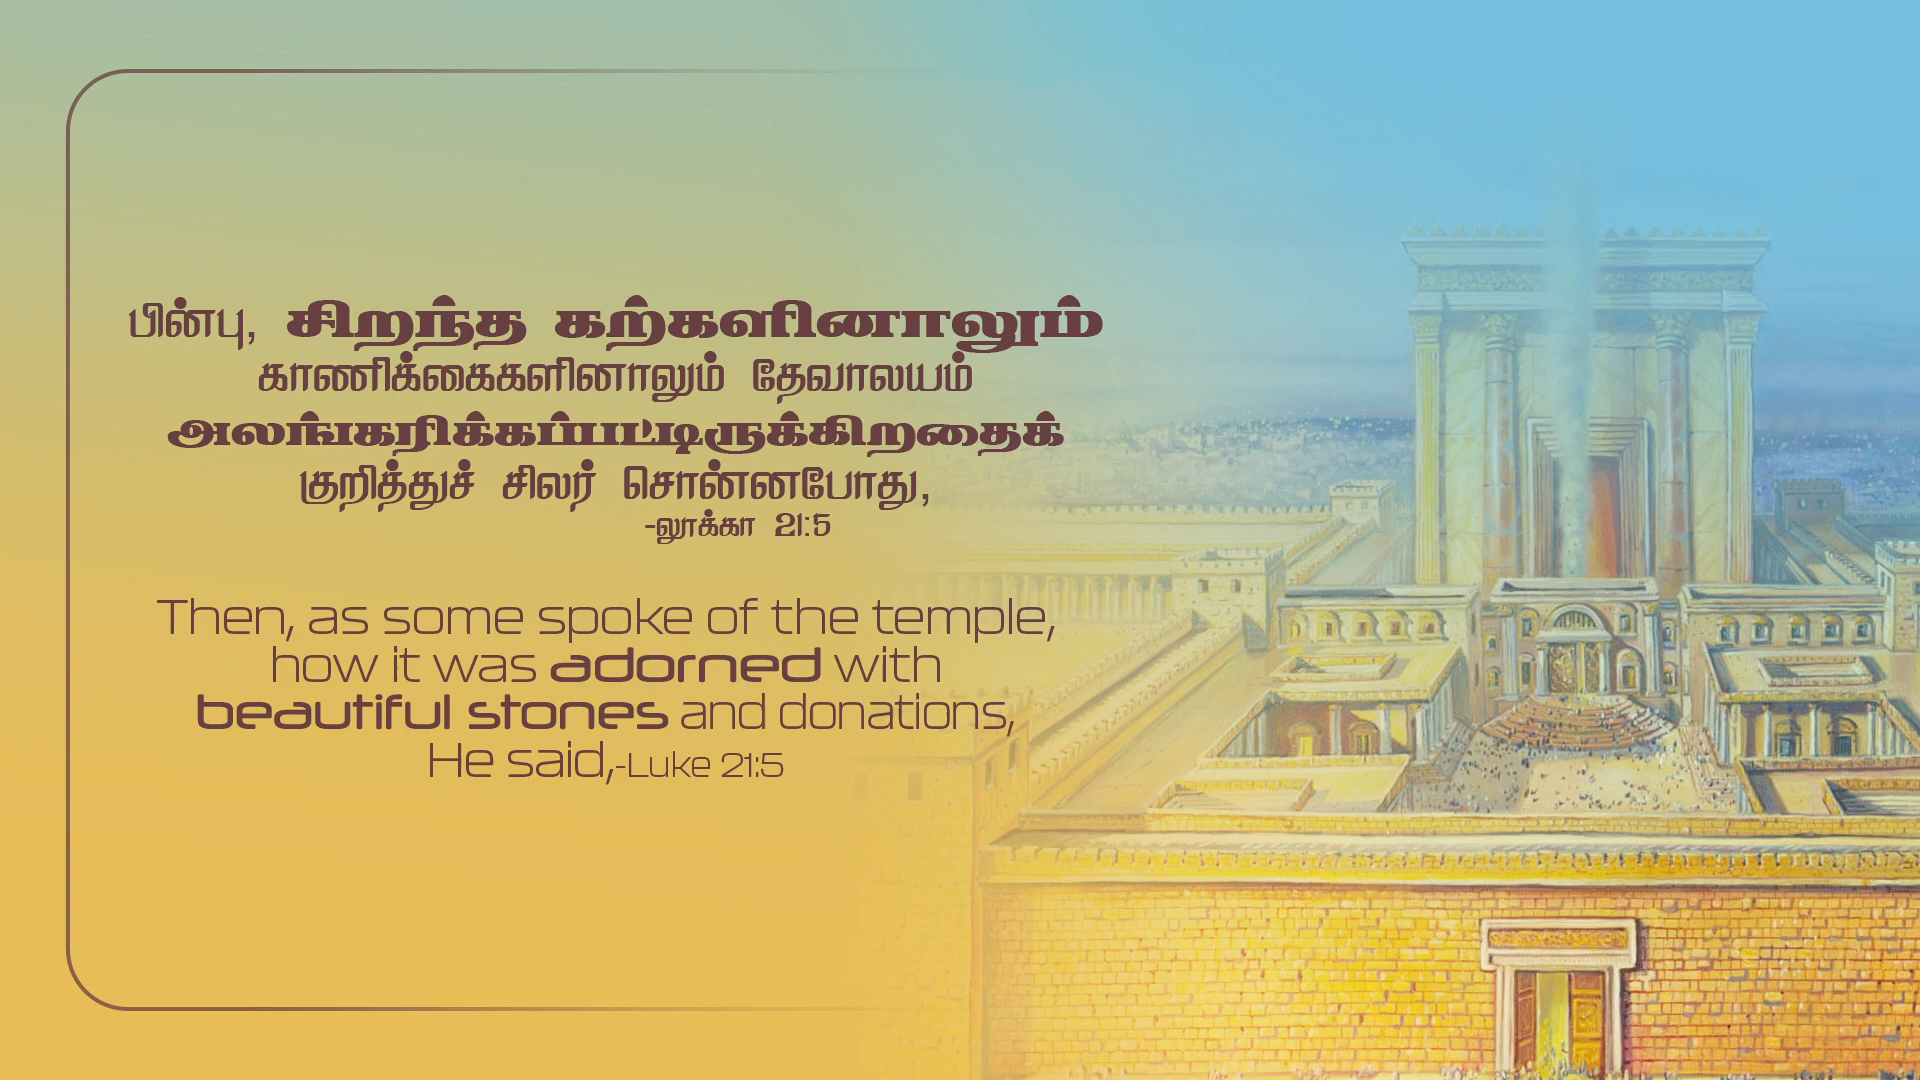 பின்பு, சிறந்த கற்களினாலும்
காணிக்கைகளினாலும் தேவாலயம்
அலங்கரிக்கப்பட்டிருக்கிறதைக்
குறித்துச் சிலர் சொன்னபோது,
-லூக்கா 21:5
Then, as some spoke of the temple,
how it was adorned with
beautiful stones and donations,
He said,-Luke 21:5